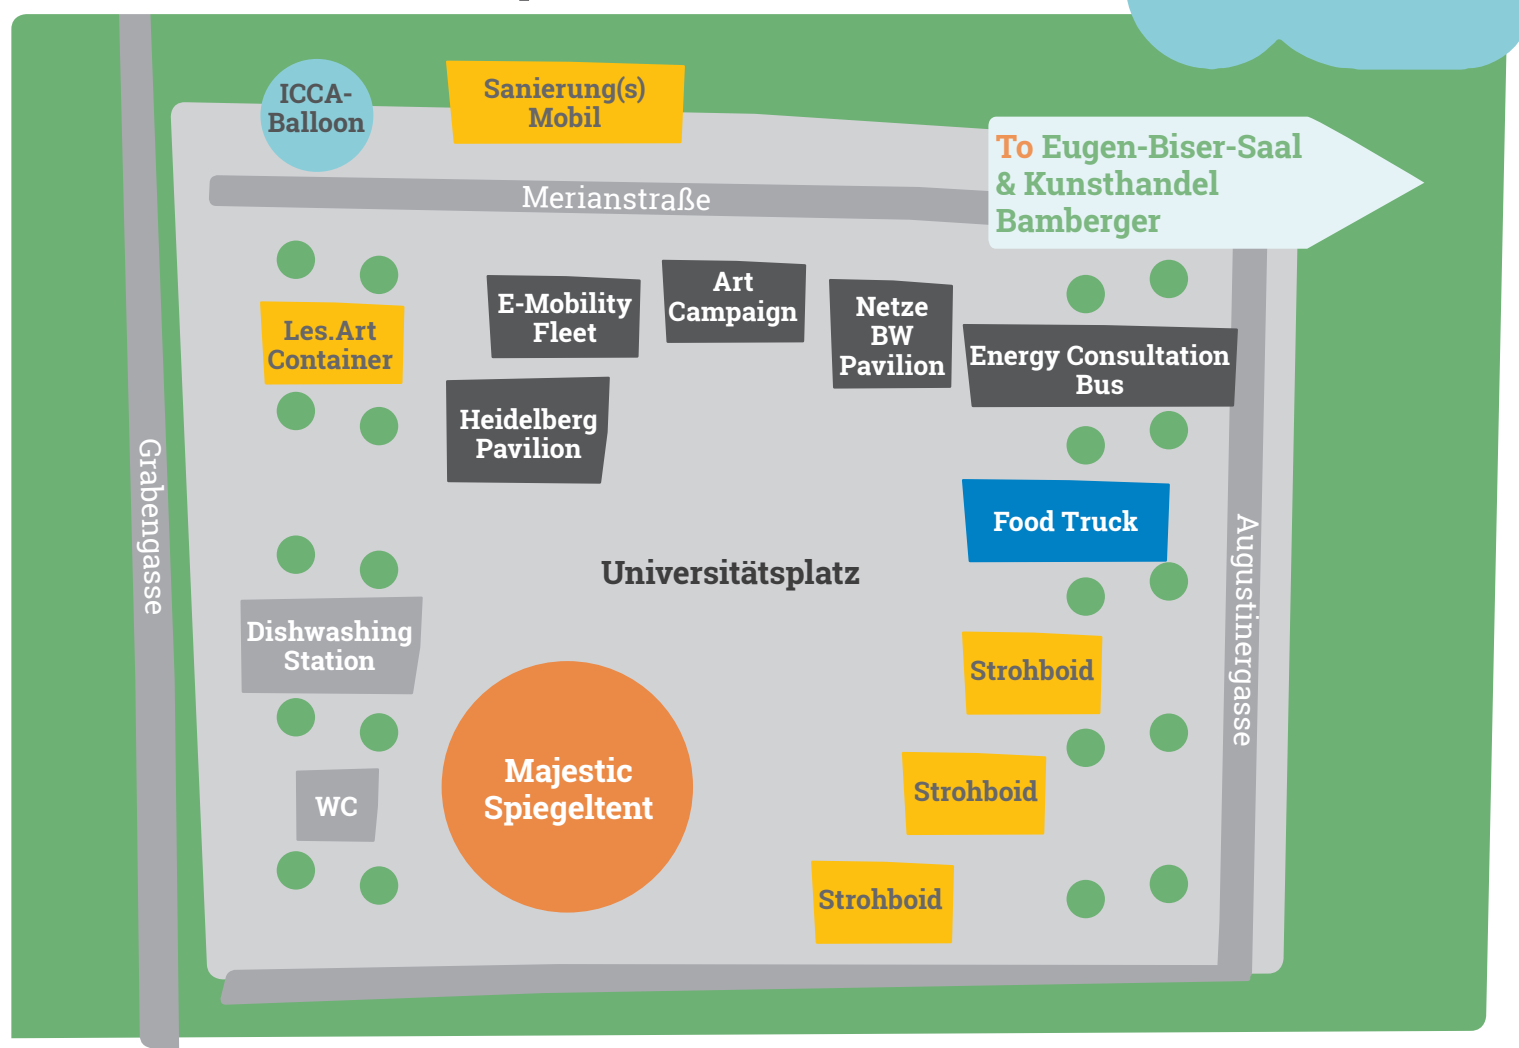 ICCA-
Balloon
Sanierung(s)
Mobil
To Eugen-Biser-Saal
& Kunsthandel
Bamberger
Merianstraße
Les.Art
Container
E-Mobility
Fleet
Art
Campaign
Netze
BW
Pavilion
Energy Consultation
Bus
Heidelberg
Pavilion
Grabengasse
Food Truck
Universitätsplatz
Augustinergasse
Dishwashing
Station
Strohboid
Majestic
Spiegeltent
WC
Strohboid
Strohboid